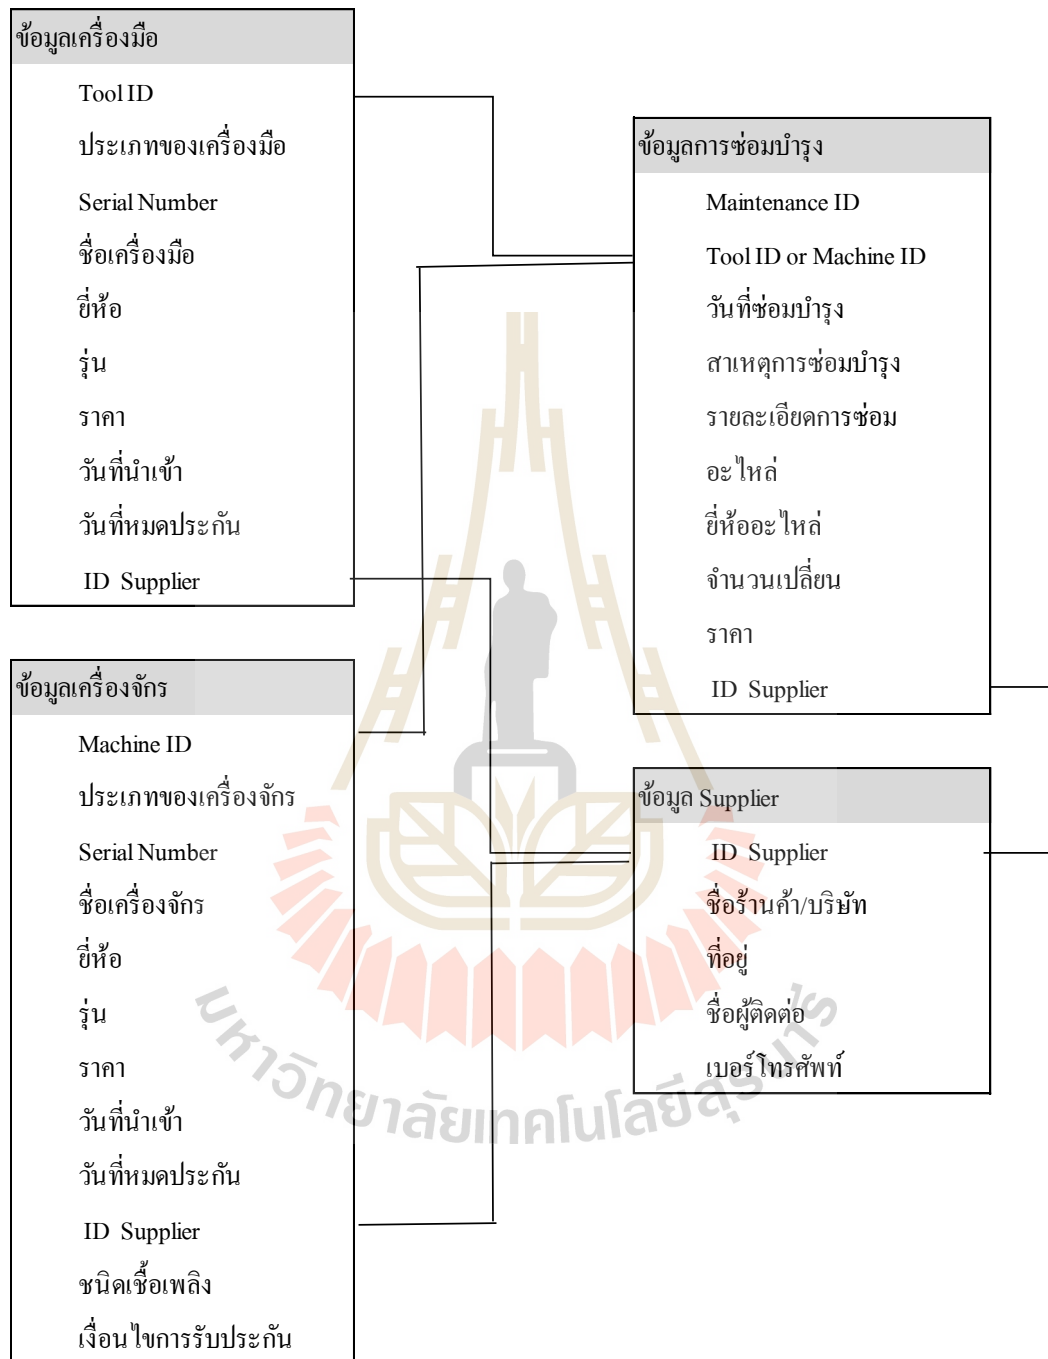 ข้อมูลเครื่องมือ
Tool ID
ประเภทของเครื่องมือ
Serial Number
ชื่อเครื่องมือ
ยี่ห้อ
รุ่น
ราคา
วันที่นำเข้า
วันที่หมดประกัน
ID Supplier
ข้อมูลเครื่องจักร
Machine ID
ประเภทของเครื่องจักร
Serial Number
ชื่อเครื่องจักร
ยี่ห้อ
รุ่น
ราคา
วันที่นำเข้า
วันที่หมดประกัน
ID Supplier
ชนิดเชื้อเพลิง
เงื่อนไขการรับประกัน
ข้อมูลการซ่อมบำรุง
Maintenance ID
Tool ID or Machine ID
วันที่ซ่อมบำรุง
สาเหตุการซ่อมบำรุง
รายละเอียดการซ่อม
อะไหล่
ยี่ห้ออะไหล่
จำนวนเปลี่ยน
ราคา
ID Supplier
ข้อมูล Supplier
ID Supplier
ชื่อร้านค้า/บริษัท
ที่อยู่
ชื่อผู้ติดต่อ
เบอร์โทรศัพท์
มหาวิทยาลัยเทคโนโลยีสุรนารี